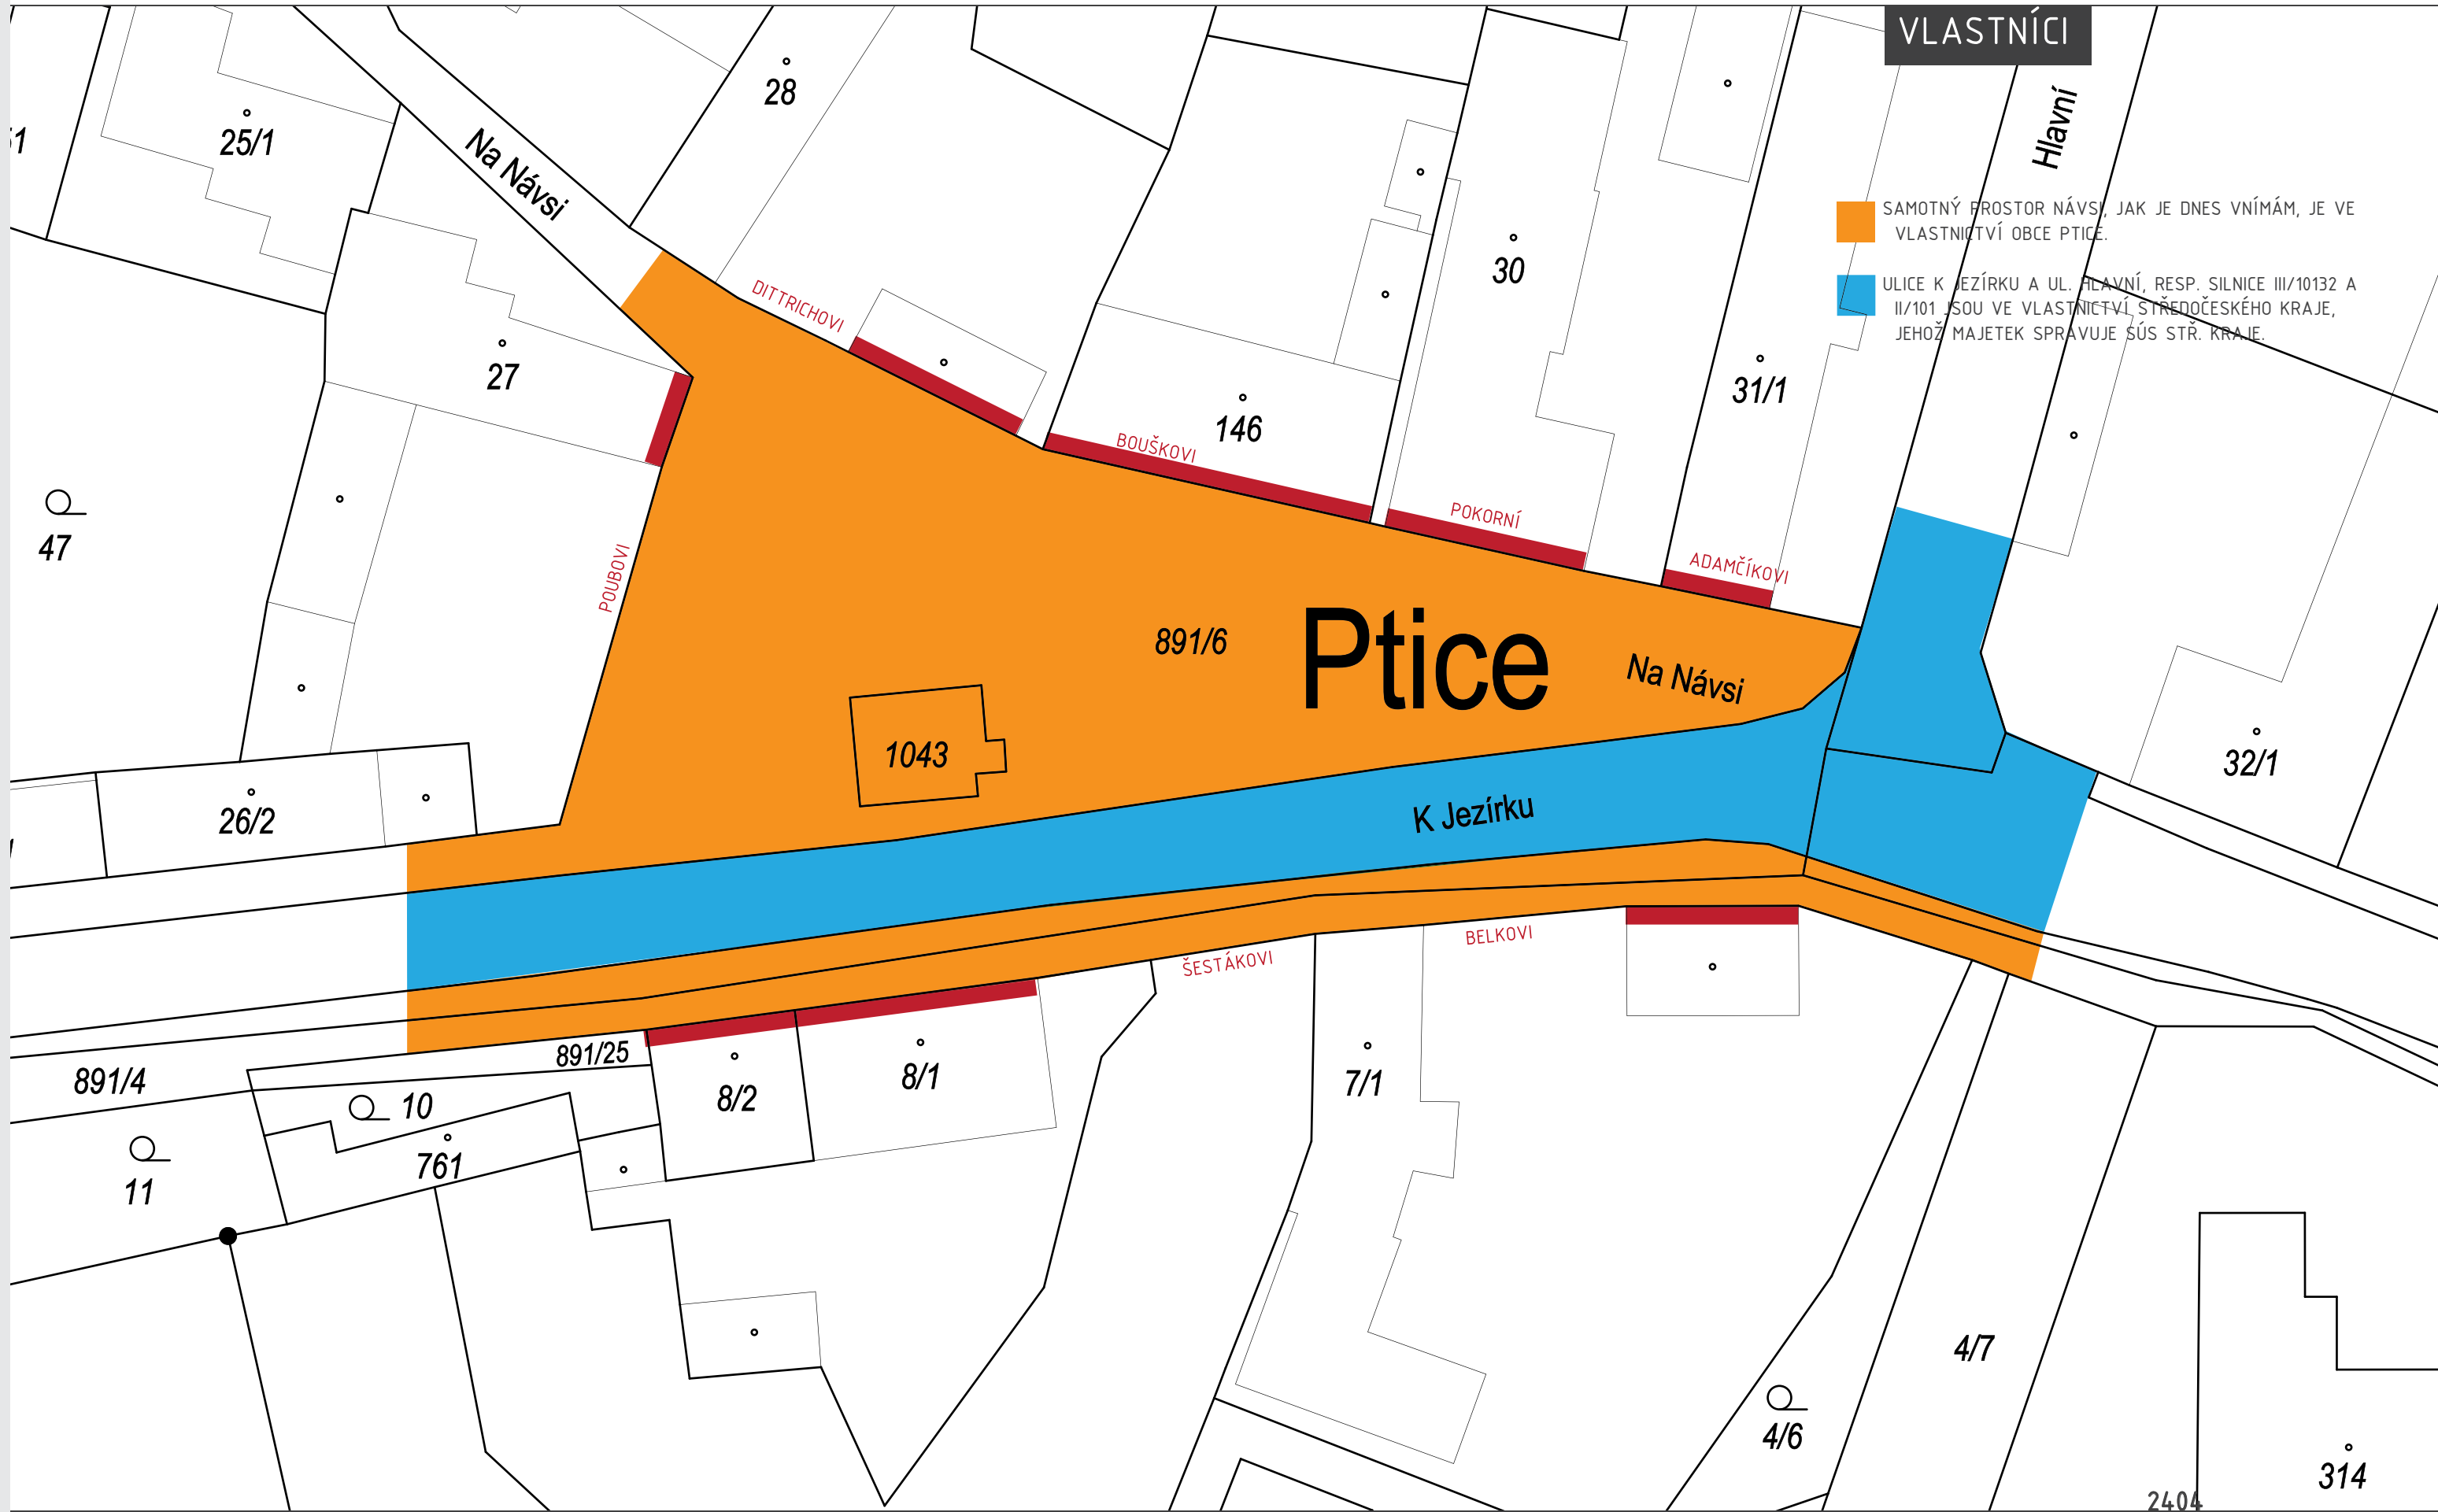 VLASTNÍCI
28
25/1
Na Návsi
Hlavní
SAMOTNÝ PROSTOR NÁVSI, JAK JE DNES VNÍMÁM, JE VE
VLASTNICTVÍ OBCE PTICE.
ULICE K JEZÍRKU A UL. HLAVNÍ, RESP. SILNICE III/10132 A
II/101 JSOU VE VLASTNICTVÍ STŘEDOČESKÉHO KRAJE,
JEHOŽ MAJETEK SPRAVUJE SÚS STŘ. KRAJE.
30
DITTRICHOVI
27
31/1
146
BOUŠKOVI
POKORNÍ
47
ADAMČÍKOVI
POUBOVI
891/6
Ptice
Na Návsi
1043
32/1
26/2
K Jezírku
BELKOVI
ŠESTÁKOVI
891/25
891/4
8/1
7/1
8/2
10
761
11
4/7
4/6
314
2404